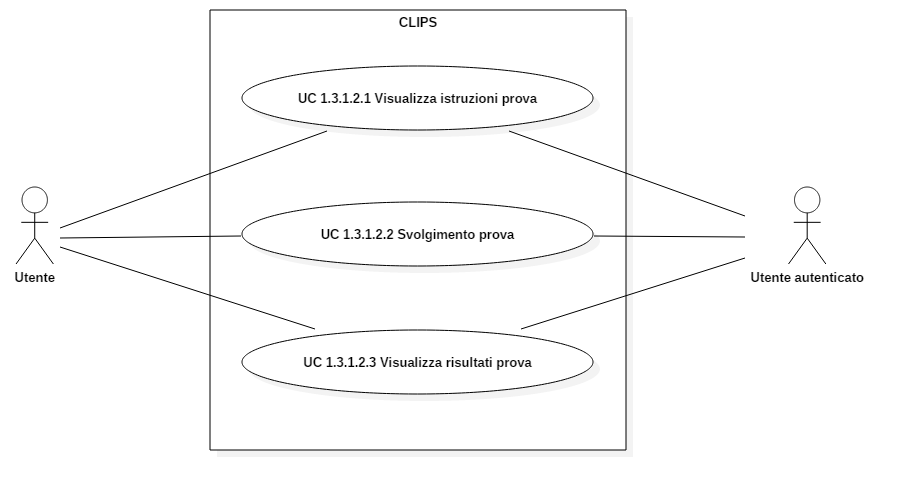 CLIPS
UC 1.3.1.2.1 Visualizza istruzioni prova
UC 1.3.1.2.2 Svolgimento prova
Utente
Utente autenticato
UC 1.3.1.2.3 Visualizza risultati prova